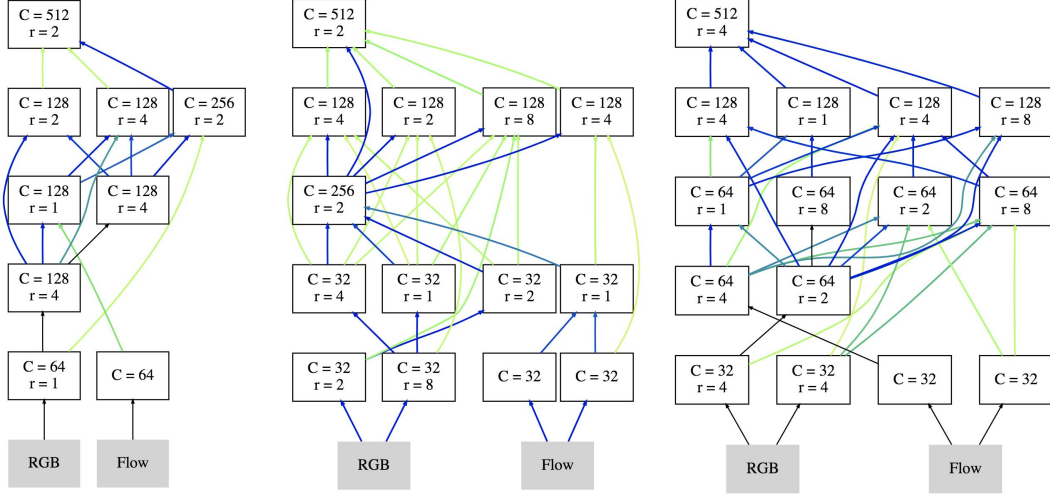 C = 512
r = 2
C = 128
r = 2
C = 128
r = 4
C = 256
r = 2
C = 128
r = 1
C = 128
r = 4
C = 128
r = 4
C = 64
r = 1
C = 64
RGB
Flow
C = 512
r = 2
C = 128
r = 4
C = 128
r = 2
C = 128
r = 8
C = 128
r = 4
C = 256
r = 2
C = 32
r = 4
C = 32
r = 1
C = 32
r = 2
C = 32
r = 1
C = 32
r = 2
C = 32
r = 8
C = 32
C = 32
RGB
Flow
C = 512
r = 4
C = 128
r = 4
C = 128
r = 1
C = 128
r = 4
C = 128
r = 8
C = 64
r = 1
C = 64
r = 8
C = 64
r = 2
C = 64
r = 8
C = 64
r = 4
C = 64
r = 2
C = 32
r = 4
C = 32
r = 4
C = 32
C = 32
RGB
Flow